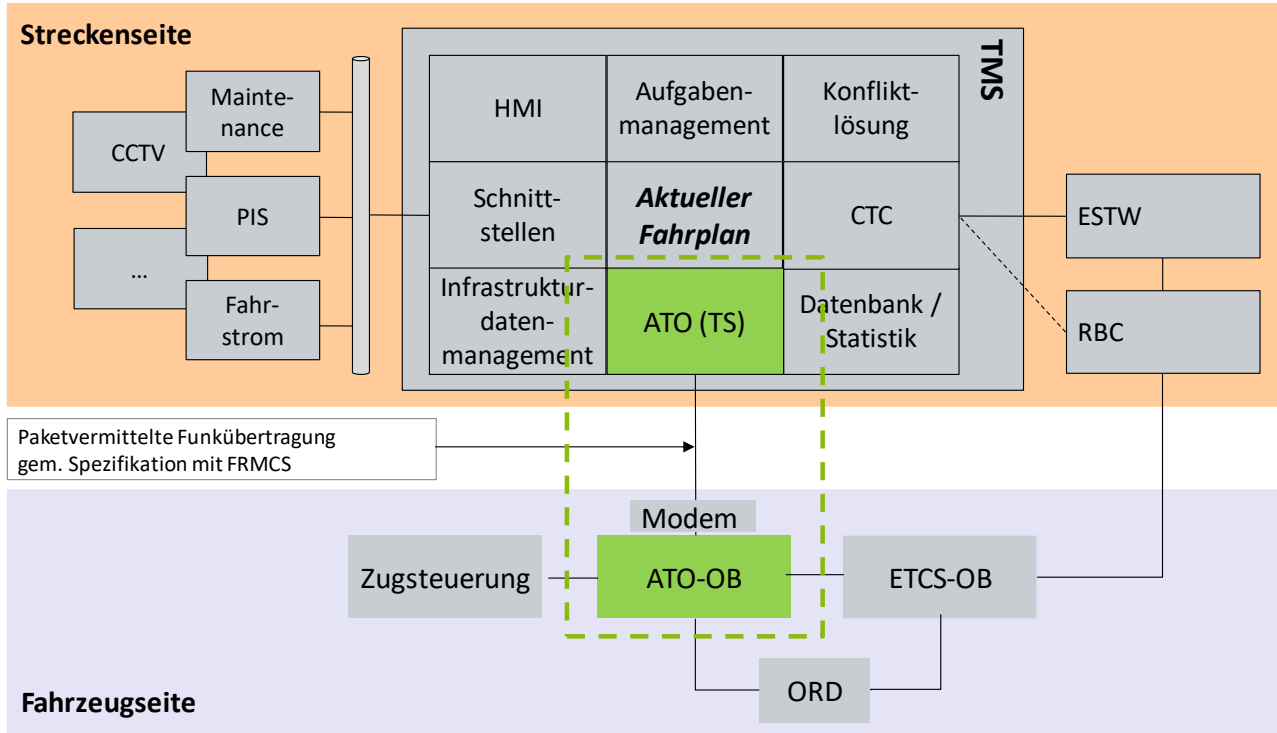 Streckenseite
Mainte-
nance
CCTV
PIS
...
Fahr-
strom
TMS
HMI
Aufgaben-
management
Konflikt-
lösung
Schnitt-
stellen
Aktueller
Fahrplan
CTC
Infrastruktur-
daten-
management
ATO (TS)
Datenbank /
Statistik
ESTW
RBC
Paketvermittelte Funkübertragung
gem. Spezifikation mit FRMCS
Modem
Zugsteuerung
ATO-OB
ETCS-OB
ORD
Fahrzeugseite